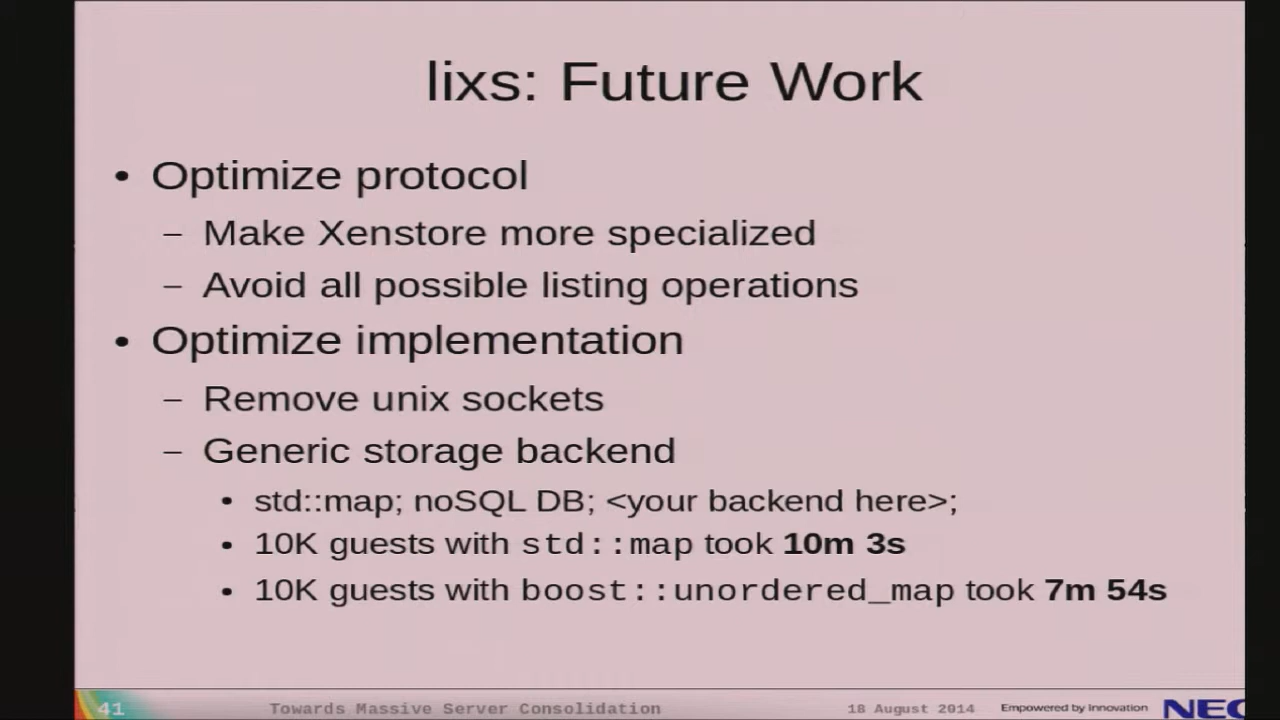 lixs: Future Work
• Optimize protocol
– Make Xenstore more specialized
– Avoid all possible listing operations
• Optimize implementation
– Remove unix sockets
– Generic storage backend
• std::map; noSQL DB; <your backend here>;
• 10K guests with std::map took 10m 3s
• 10K guests with boost::unordered_map took 7m 54s
41 Towards Massive Server Consolidation 18 August 2014 Empowered by Innovation NEC